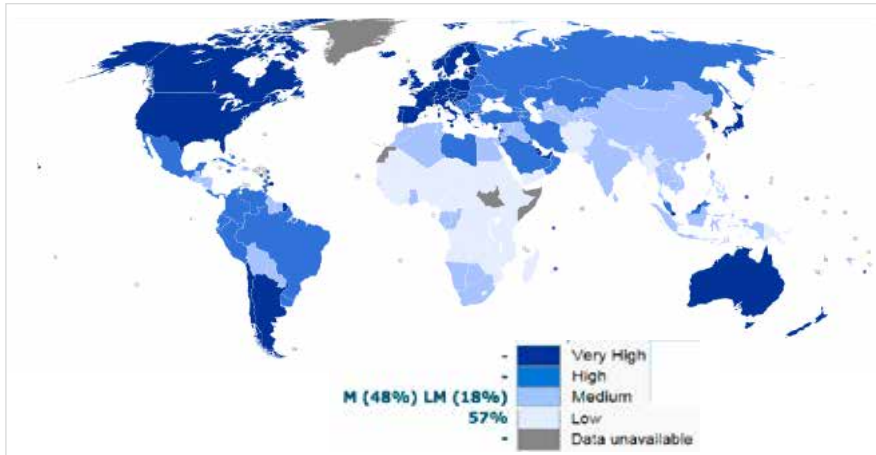 - Very High
- High
M (48%) LM (18%) Medium
57% Low
- Data unavailable